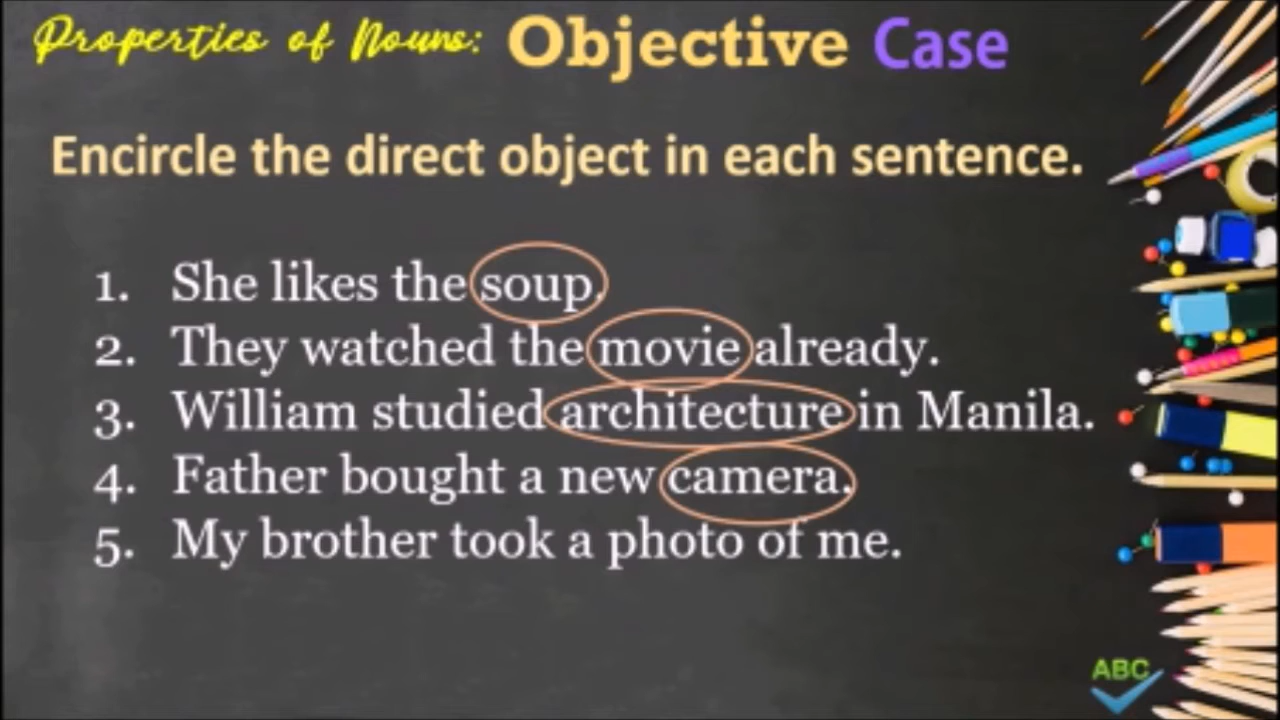 Properties of Nouns: Objective Case
Encircle the direct object in each sentence.
1. She likes the soup.
2. They watched the movie already.
3. William studied architecture in Manila.
4. Father bought a new camera.
5. My brother took a photo of me.
ABC